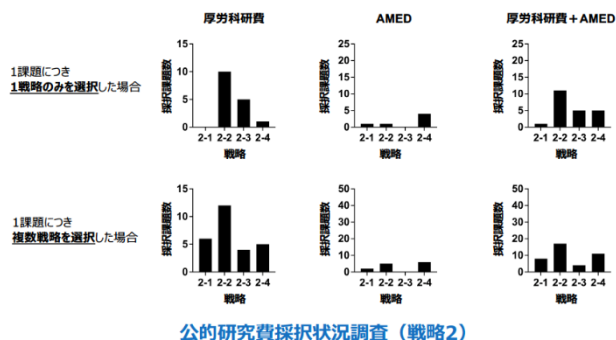 厚労科研費
AMED
厚労科研費+AMED
1課題につき
1戦略のみを選択した場合
採択課題数
15
10
5
0
2-1 2-2 2-3 2-4
戦略
採択課題数
25
20
15
10
5
0
2-1 2-2 2-3 2-4
戦略
採択課題数
25
20
15
10
5
0
2-1 2-2 2-3 2-4
戦略
1課題につき
複数戦略を選択した場合
採択課題数
15
10
5
0
2-1 2-2 2-3 2-4
戦略
採択課題数
50
40
30
20
10
0
2-1 2-2 2-3 2-4
戦略
採択課題数
50
40
30
20
10
0
2-1 2-2 2-3 2-4
戦略
公的研究費採択状況調査(戦略2)